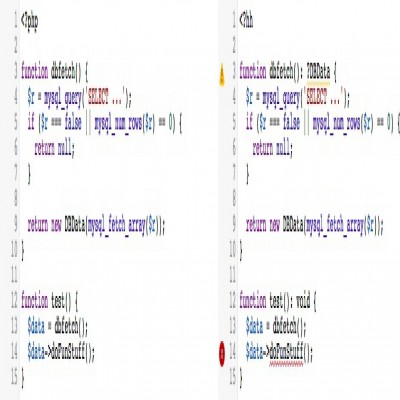 1 <?php
2
3 function dbfetch() {
4 $r = mysql_query('SELECT ...');
5 if ($r === false || mysql_num_rows($r) == 0) {
6 return null;
7 }
8
9 return new DBData(mysql_fetch_array($r));
10 }
11
12 function test() {
13 $data = dbfetch();
14 $data->doFunStuff();
15 }
1 <?hh
2
3 function dbfetch(): ?DBData {
4 $r = mysql_query('SELECT ...');
5 if ($r === false || mysql_num_rows($r) == 0) {
6 return null;
7 }
8
9 return new DBData(mysql_fetch_array($r));
10 }
11
12 function test(): void {
13 $data = dbfetch();
14 $data->doFunStuff();
15 }